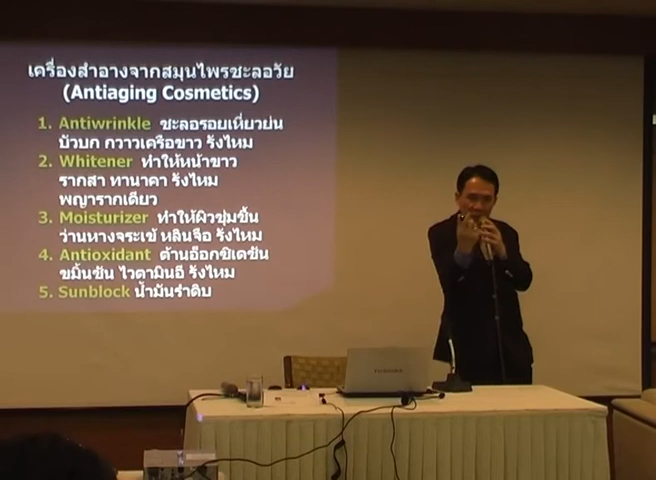 เครื่องสำอางจากสมุนไพรชะลอวัย
(Antiaging Cosmetics)
1. Antiwrinkle ชะลอรอยเหี่ยวย่น
บัวบก กวาวเครือขาว รังไหม
2. Whitener ทำให้หน้าขาว
รากสา ทานาคา รังไหม
พญารากเดียว
3. Moisturizer ทำให้ผิวชุ่มชื้น
ว่านหางจระเข้ หลินจือ รังไหม
4. Antioxidant ต้านอ็อกซิเดชัน
ขมิ้นชัน ไวตามินอี รังไหม
5. Sunblock น้ำมันรำดิบ
TOSHIBA